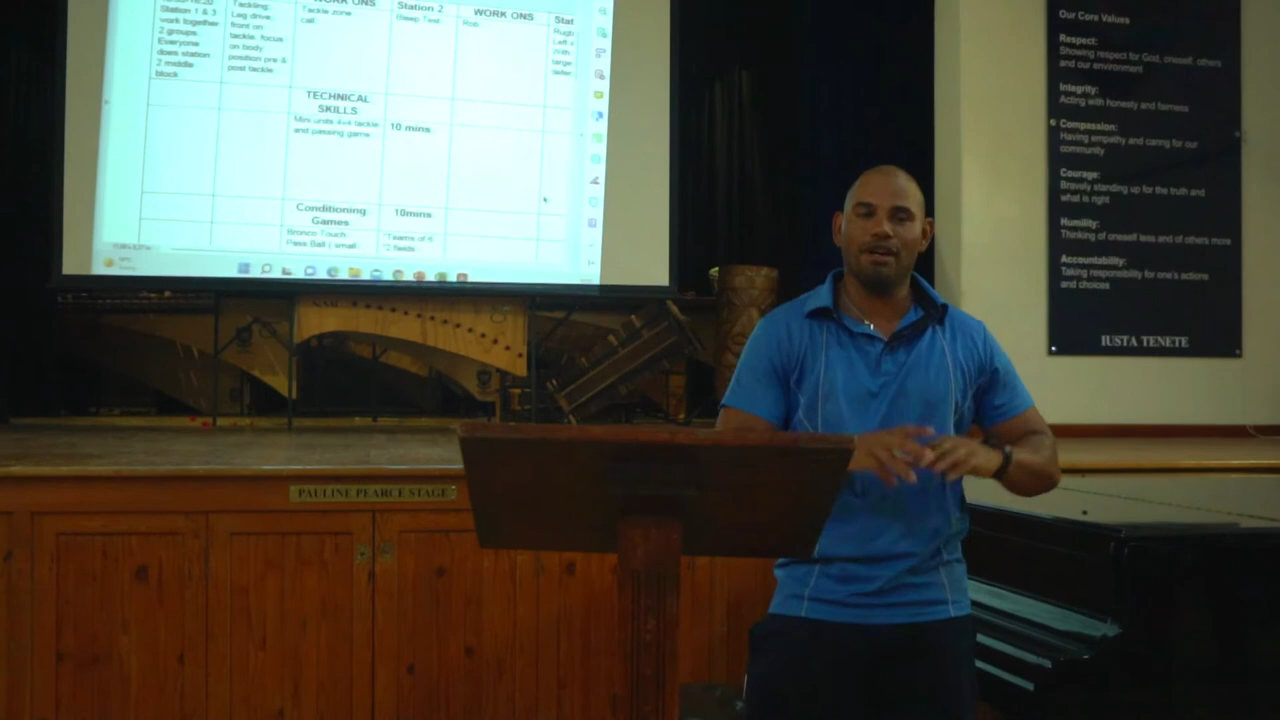 Station 1 & 3
work together
2 groups.
Everyone
does station
2 middle
block
Tackling:
Leg drive
front on
tackle. focus
on body
position pre &
post tackle.
WORK ONS
Tackle zone
call
Station 2
Bleep Test
WORK ONS
Rob
Stat
Rugb
With
large
TECHNICAL
SKILLS
Mini units 4v4 tackle
and passing game.
10 mins
Conditioning
Games
Bronco Touch
Pass Ball ( small
10mins
*Teams of 6
*2 fields
PAULINE PEARCE STAGE
Our Core Values
Respect:
Showing respect for God, oneself, others
and our environment
Integrity:
Acting with honesty and fairness
Compassion:
Having empathy and caring for our
community
Courage:
Bravely standing up for the truth and
what is right
Humility:
Thinking of oneself less and of others more
Accountability:
Taking responsibility for one's actions
and choices
IUSTA TENETE